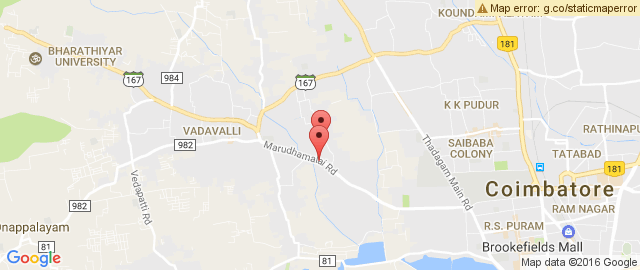 Map error: g.co/staticmaperror
KOUND
181
BHARATHIYAR
UNIVERSITY
167
984
167
K K PUDUR
RATHINAPU
VADAVALLI
982
SAIBABA
COLONY
TATABAD
Marudhamalai Rd
Thadagam Main Rd
181
Vedapatti Rd
Coimbatore
982
RAM NAGAR
Onappalayam
R.S. PURAM
81
81
Brookefields Mall
Google
Map data ©2016 Google